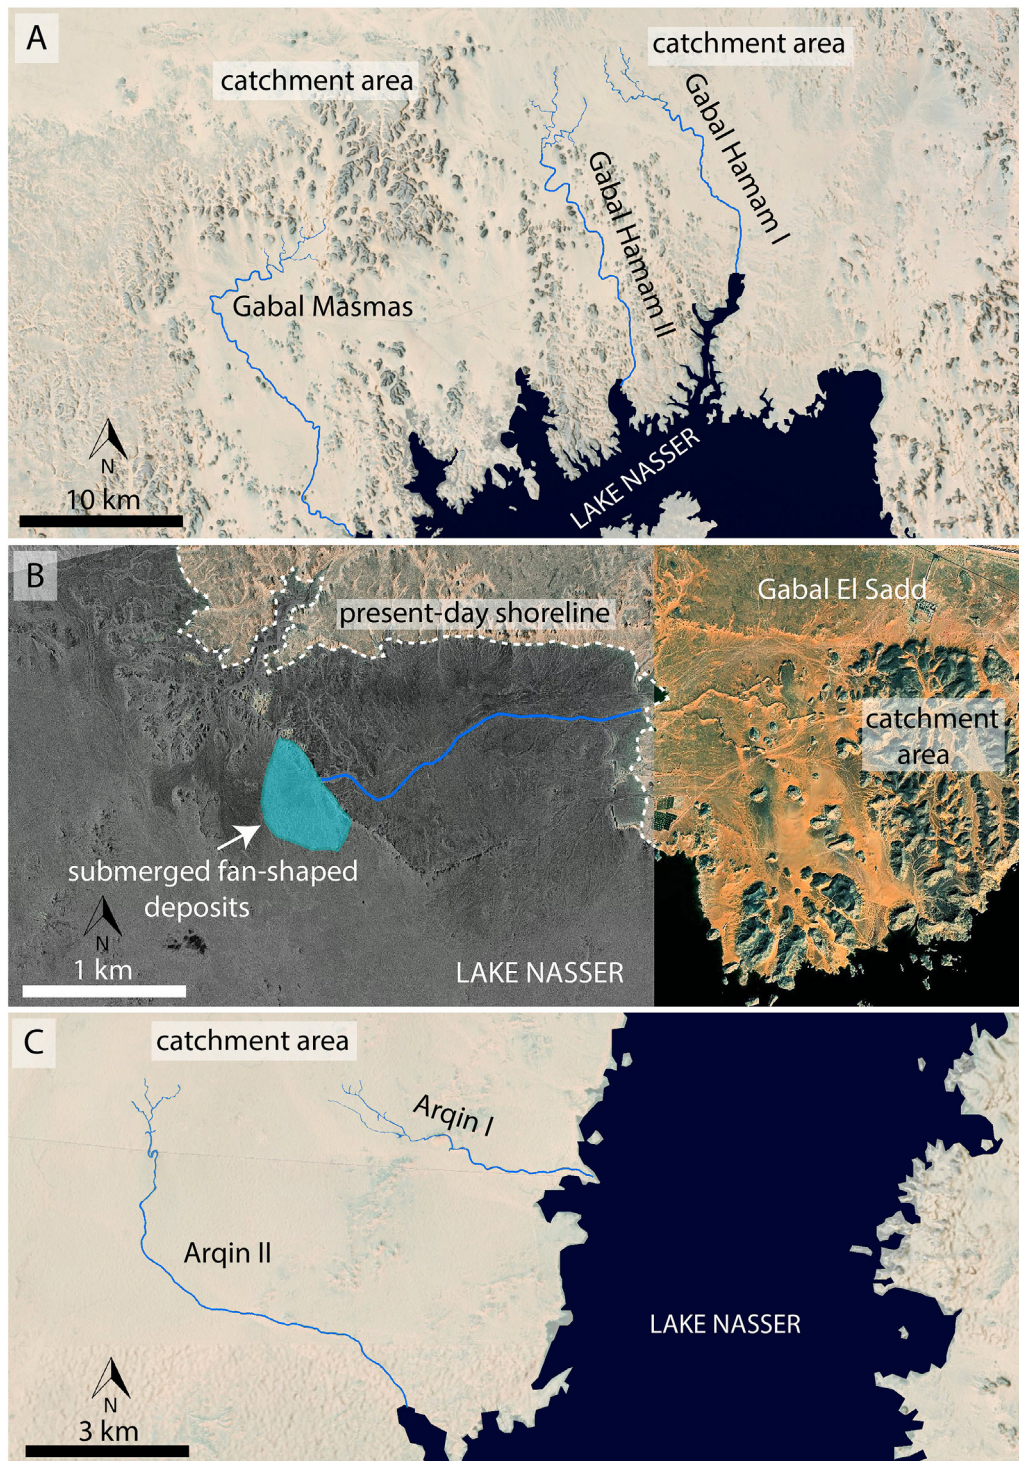 A
catchment area
catchment area
Gabal Hamam I
Gabal Hamam II
Gabal Masmas
LAKE NASSER
N
10 km
B
Gabal El Sadd
present-day shoreline
catchment
area
submerged fan-shaped
deposits
N
1 km
LAKE NASSER
C
catchment area
Arqin I
Arqin II
LAKE NASSER
N
3 km